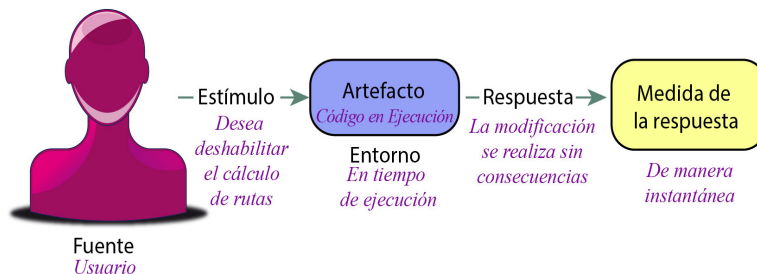 Fuente
Usuario
Estímulo
Desea
deshabilitar
el cálculo
de rutas
Artefacto
Código en Ejecución
Entorno
En tiempo
de ejecución
Respuesta
La modificación
se realiza sin
consecuencias
Medida de
la respuesta
De manera
instantánea